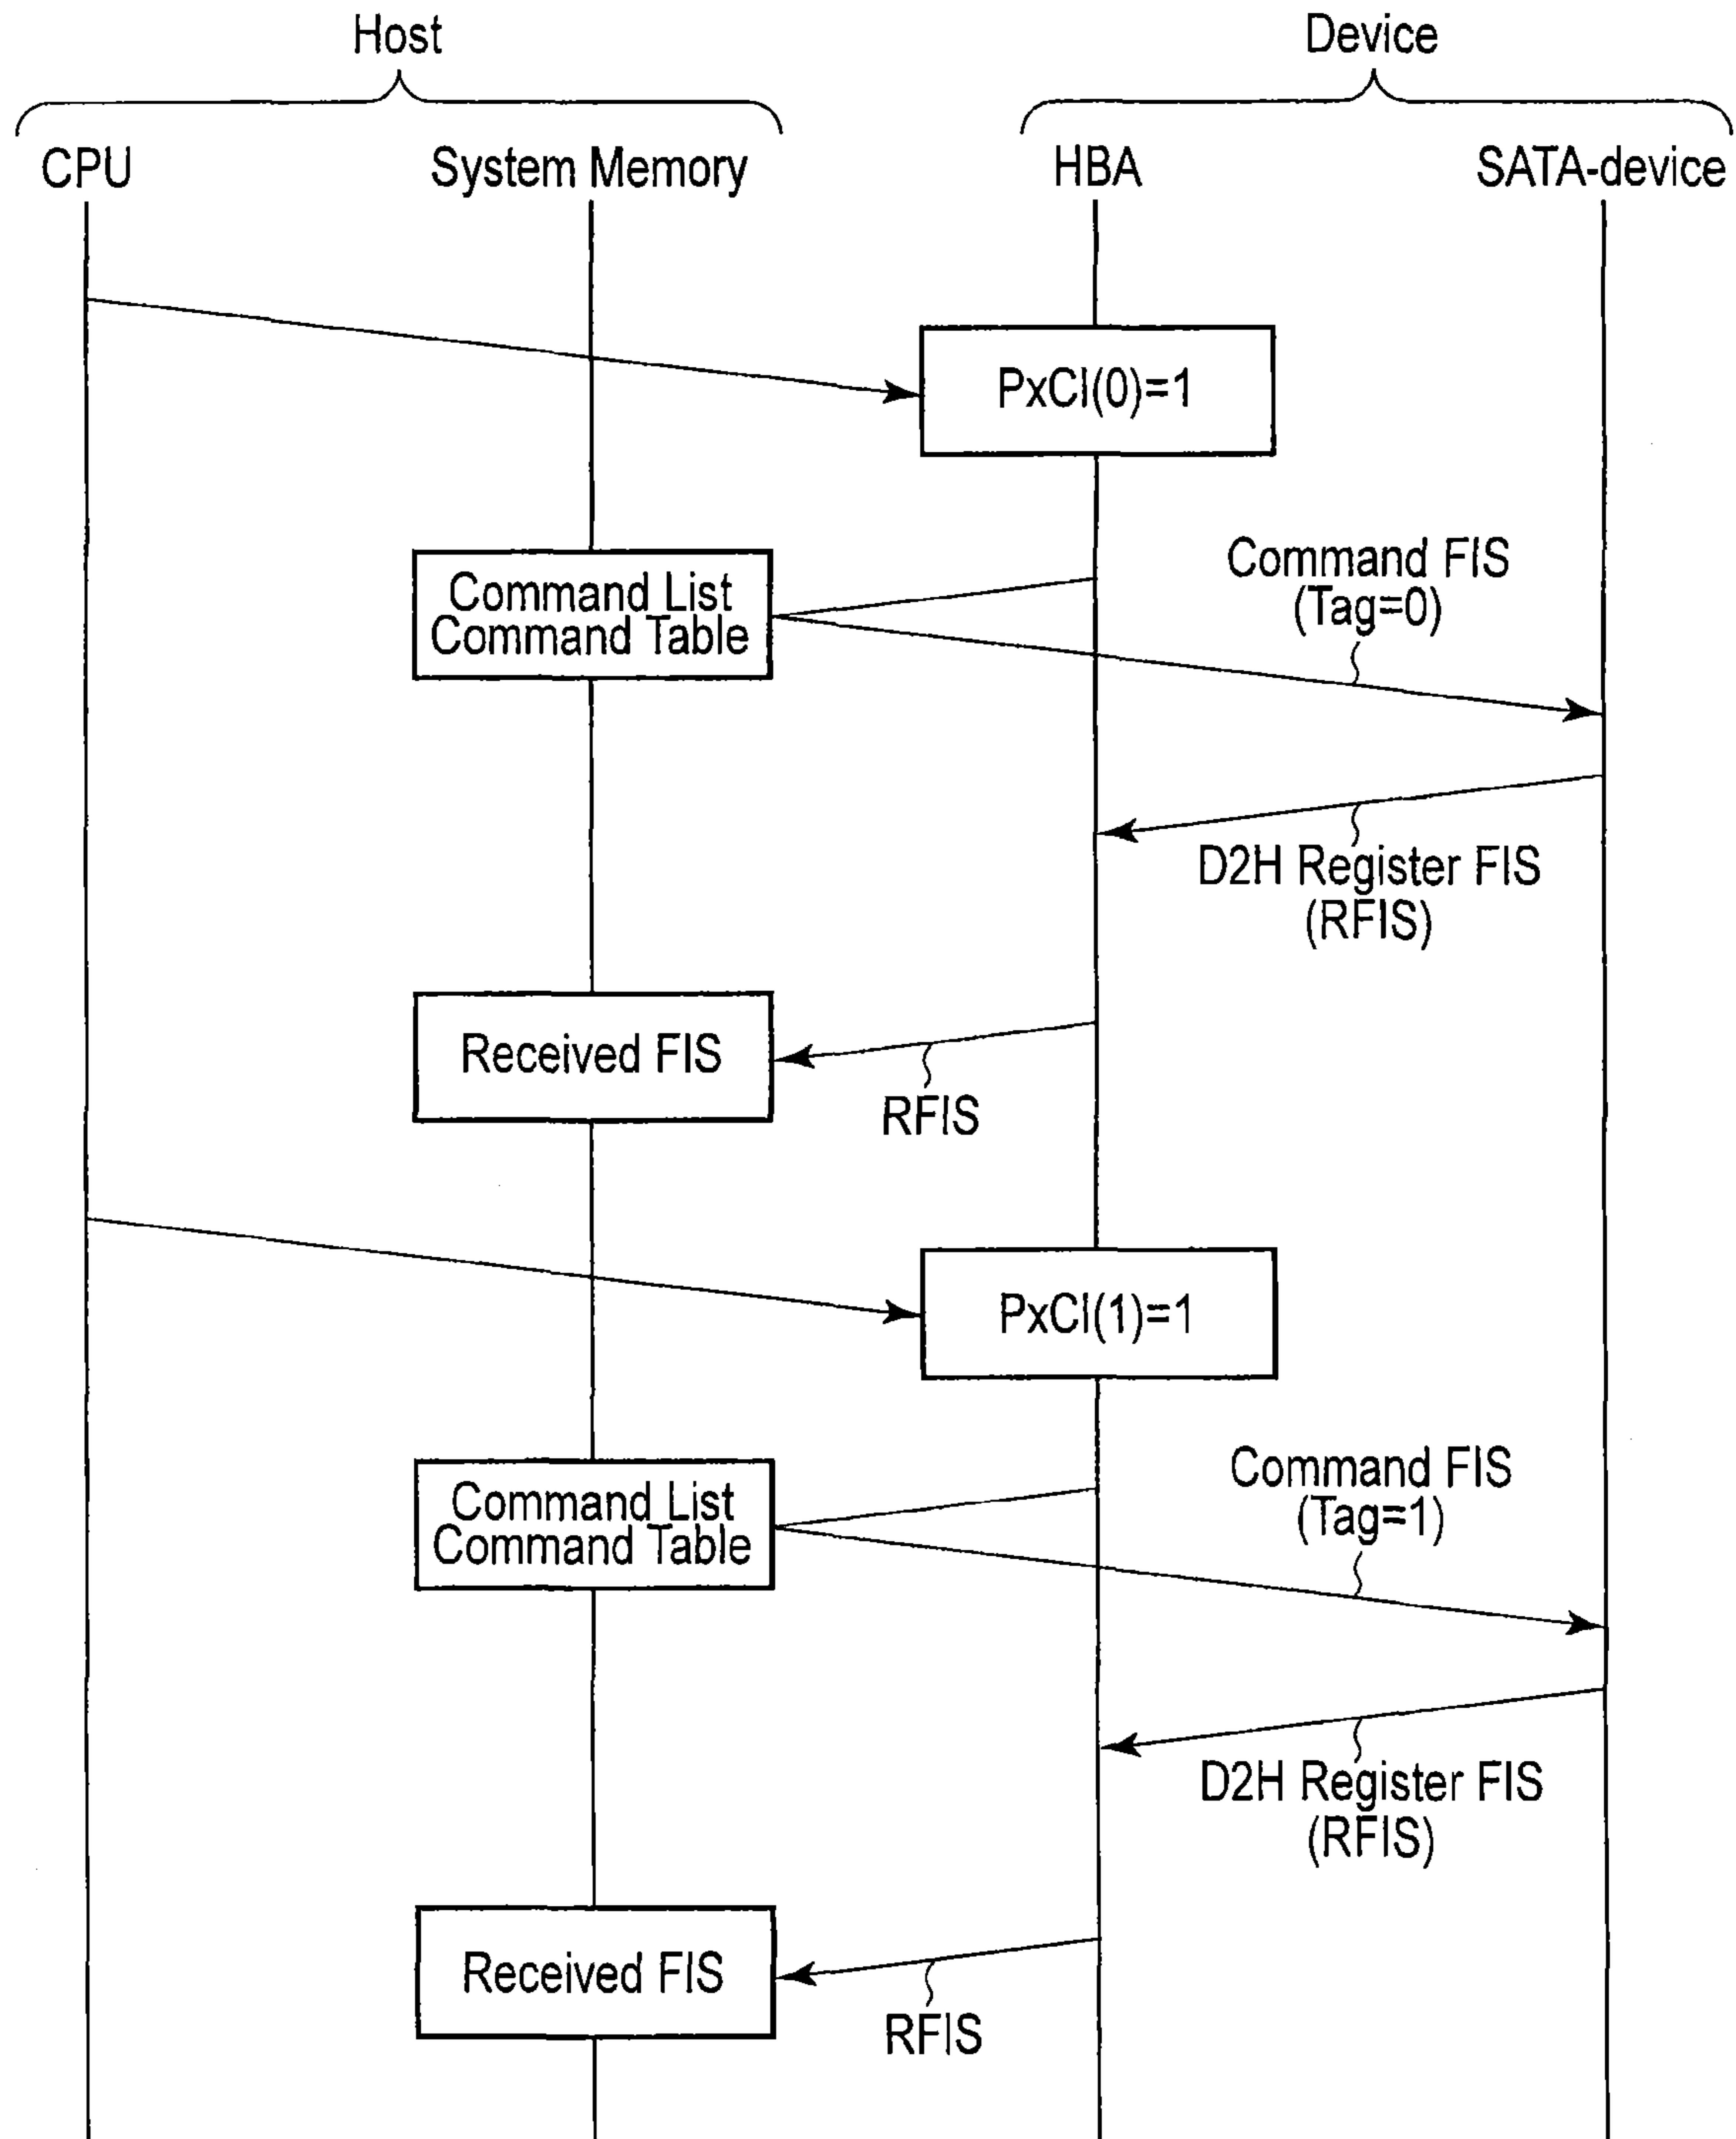 Host
Device
CPU
System Memory
HBA
SATA-device
PxCI(0)=1
Command List
Command Table
Command FIS
(Tag=0)
D2H Register FIS
(RFIS)
Received FIS
RFIS
PxCI(1)=1
Command List
Command Table
Command FIS
(Tag=1)
D2H Register FIS
(RFIS)
Received FIS
RFIS